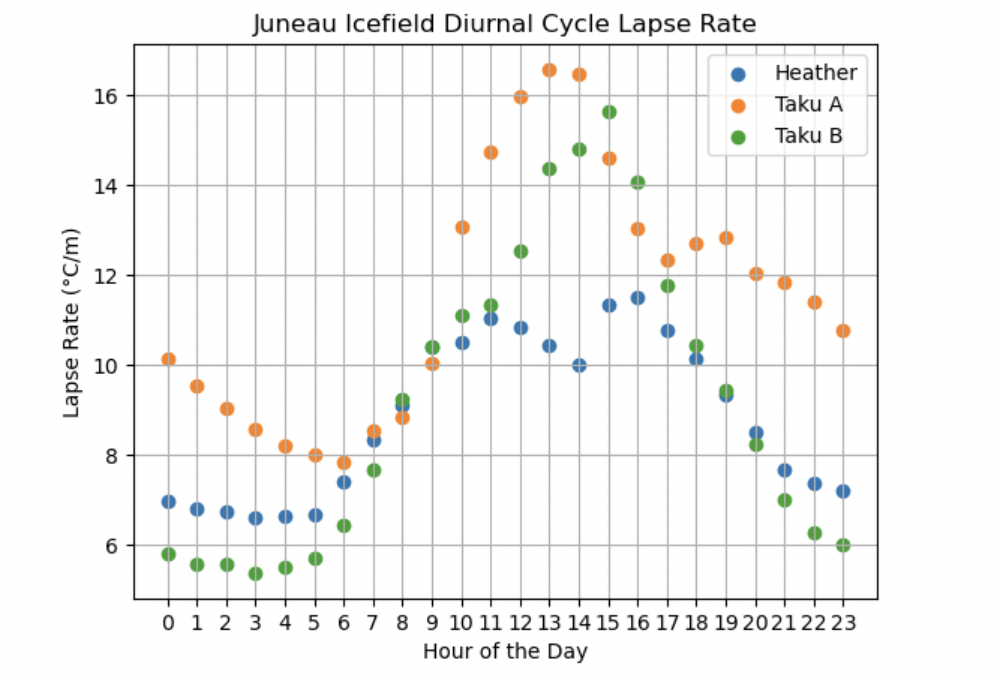 Juneau Icefield Diurnal Cycle Lapse Rate
Heather
Taku A
Taku B
Lapse Rate (°C/m)
16
14
12
10
8
6
0 1 2 3 4 5 6 7 8 9 10 11 12 13 14 15 16 17 18 19 20 21 22 23
Hour of the Day